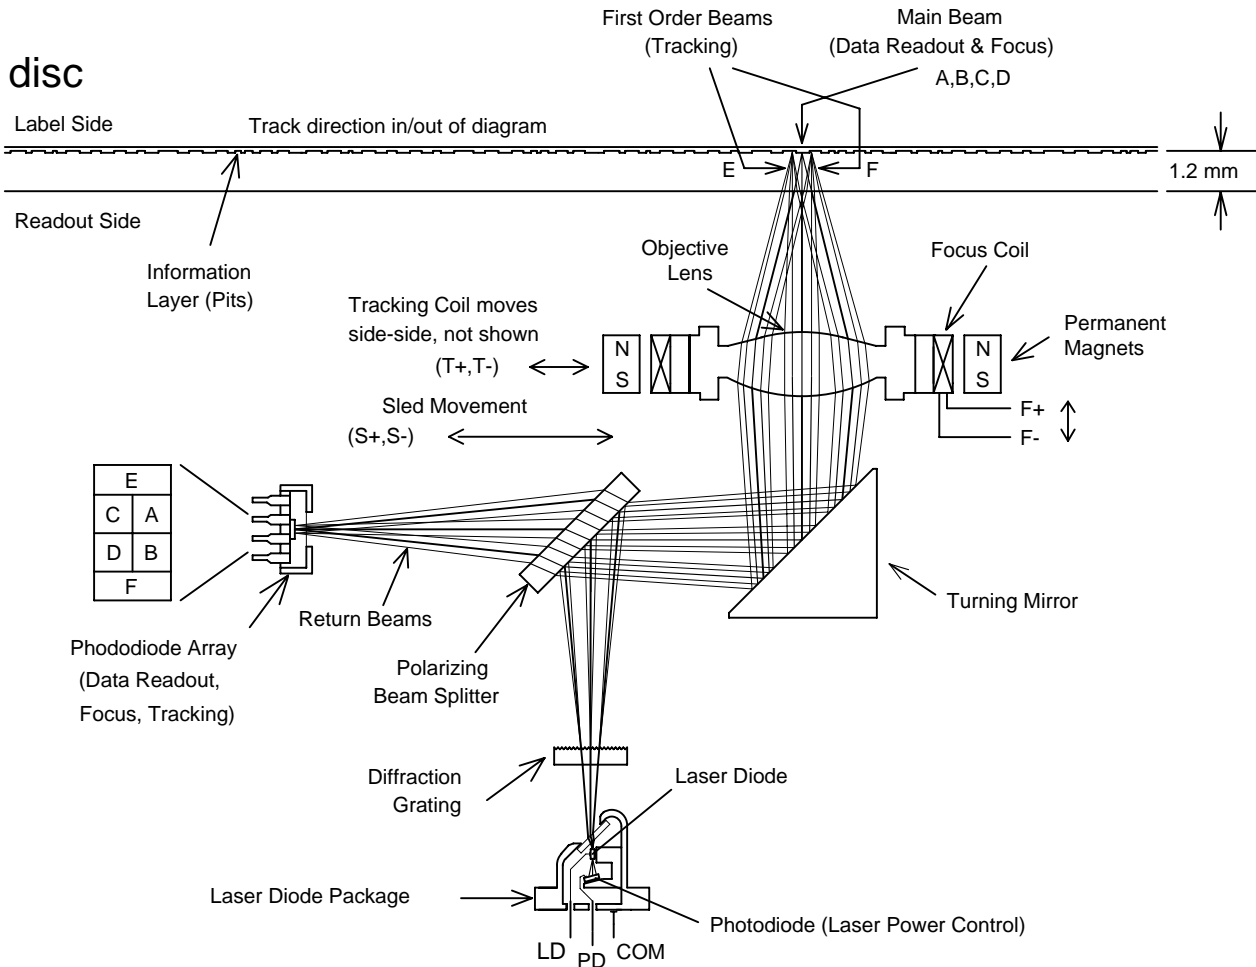 First Order Beams
(Tracking)
Main Beam
(Data Readout & Focus)
A,B,C,D
disc
Label Side
Track direction in/out of diagram
E
F
1.2 mm
Readout Side
Information
Layer (Pits)
Objective
Lens
Focus Coil
Tracking Coil moves
side-side, not shown
(T+,T-)
N
S
N
S
Permanent
Magnets
Sled Movement
(S+,S-)
F+
F-
E
C A
D B
F
Return Beams
Turning Mirror
Phododiode Array
(Data Readout,
Focus, Tracking)
Polarizing
Beam Splitter
Diffraction
Grating
Laser Diode
Laser Diode Package
Photodiode (Laser Power Control)
LD PD COM